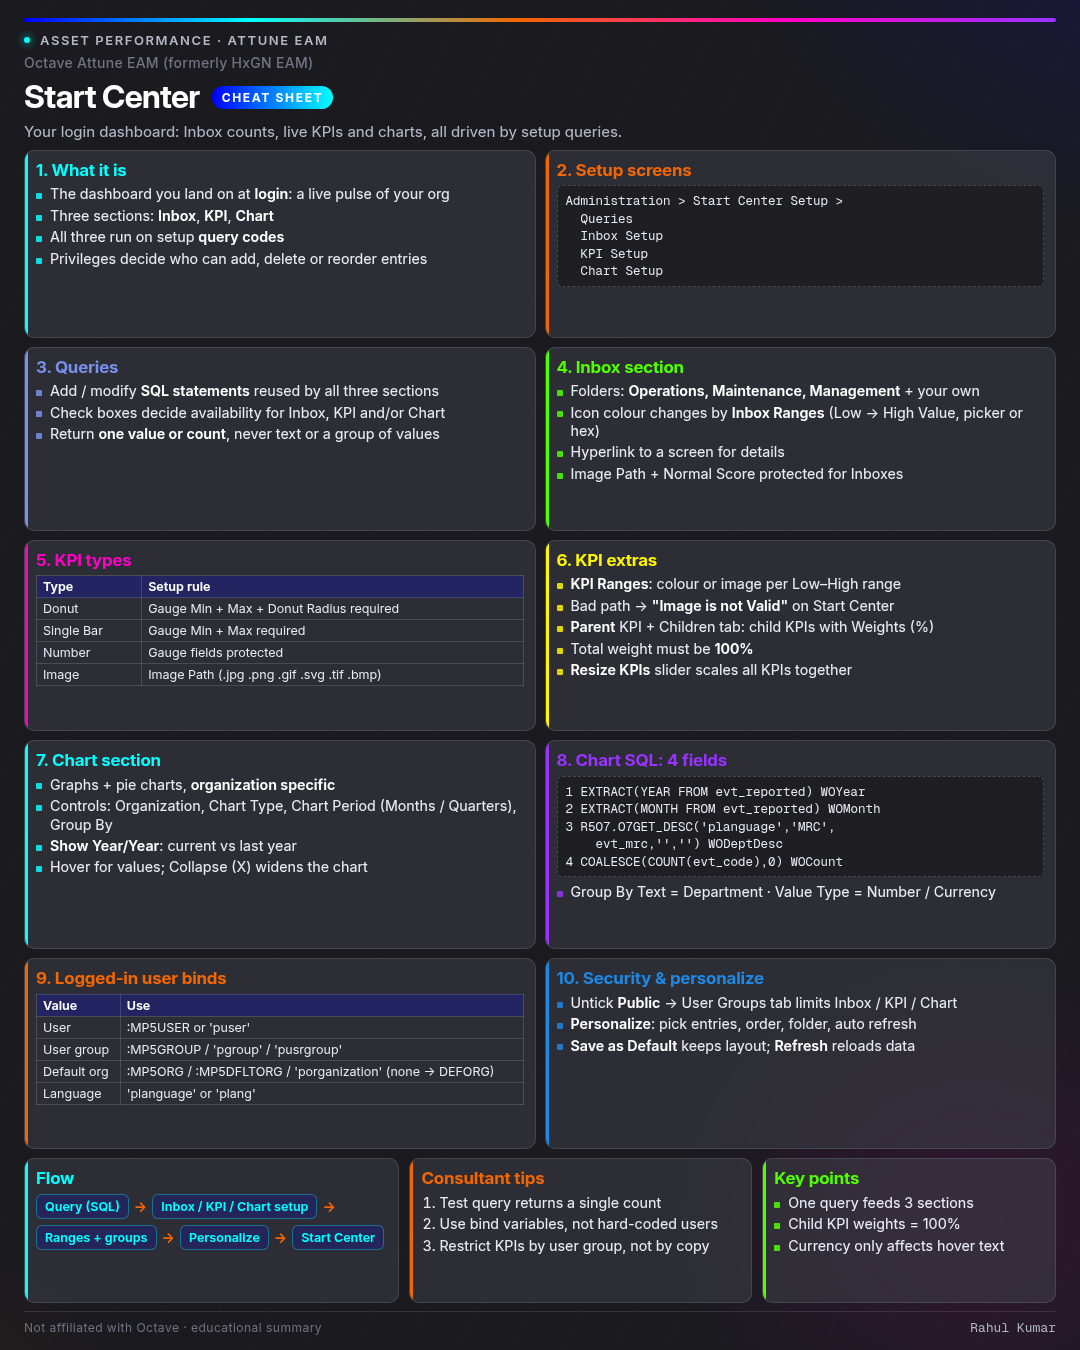 ASSET PERFORMANCE · ATTUNE EAM
Octave Attune EAM (formerly HxGN EAM)
Start Center CHEAT SHEET
Your login dashboard: Inbox counts, live KPIs and charts, all driven by setup queries.
1. What it is
The dashboard you land on at login: a live pulse of your org
Three sections: Inbox, KPI, Chart
All three run on setup query codes
Privileges decide who can add, delete or reorder entries
2. Setup screens
Administration > Start Center Setup >
Queries
Inbox Setup
KPI Setup
Chart Setup
3. Queries
Add / modify SQL statements reused by all three sections
Check boxes decide availability for Inbox, KPI and/or Chart
Return one value or count, never text or a group of values
4. Inbox section
Folders: Operations, Maintenance, Management + your own
Icon colour changes by Inbox Ranges (Low → High Value, picker or
hex)
Hyperlink to a screen for details
Image Path + Normal Score protected for Inboxes
5. KPI types
Type Setup rule
Donut Gauge Min + Max + Donut Radius required
Single Bar Gauge Min + Max required
Number Gauge fields protected
Image Image Path (.jpg .png .gif .svg .tif .bmp)
6. KPI extras
KPI Ranges: colour or image per Low–High range
Bad path → "Image is not Valid" on Start Center
Parent KPI + Children tab: child KPIs with Weights (%)
Total weight must be 100%
Resize KPIs slider scales all KPIs together
7. Chart section
Graphs + pie charts, organization specific
Controls: Organization, Chart Type, Chart Period (Months / Quarters),
Group By
Show Year/Year: current vs last year
Hover for values; Collapse (X) widens the chart
8. Chart SQL: 4 fields
1 EXTRACT(YEAR FROM evt_reported) WOYear
2 EXTRACT(MONTH FROM evt_reported) WOMonth
3 R5O7.O7GET_DESC('planguage','MRC',
evt_mrc,'','') WODeptDesc
4 COALESCE(COUNT(evt_code),0) WOCount
Group By Text = Department · Value Type = Number / Currency
9. Logged-in user binds
Value Use
User :MP5USER or 'puser'
User group :MP5GROUP / 'pgroup' / 'pusrgroup'
Default org :MP5ORG / :MP5DFLTORG / 'porganization' (none → DEFORG)
Language 'planguage' or 'plang'
10. Security & personalize
Untick Public → User Groups tab limits Inbox / KPI / Chart
Personalize: pick entries, order, folder, auto refresh
Save as Default keeps layout; Refresh reloads data
Flow
Query (SQL) → Inbox / KPI / Chart setup →
Ranges + groups → Personalize → Start Center
Consultant tips
1. Test query returns a single count
2. Use bind variables, not hard-coded users
3. Restrict KPIs by user group, not by copy
Key points
One query feeds 3 sections
Child KPI weights = 100%
Currency only affects hover text
Not affiliated with Octave · educational summary
Rahul Kumar